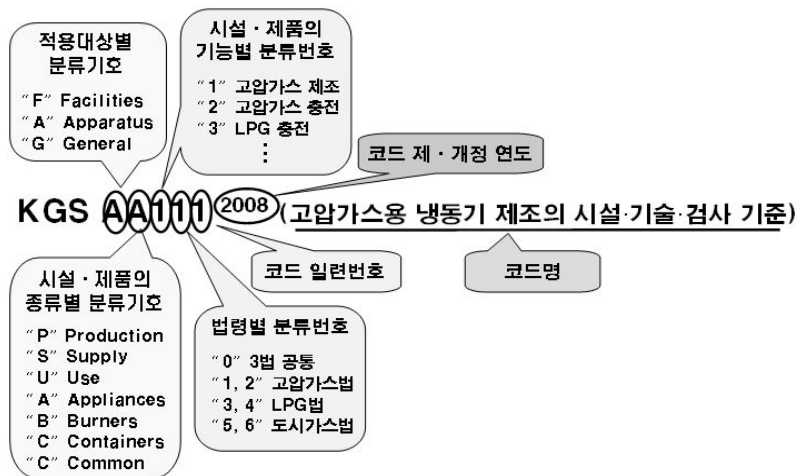 적용대상별
분류기호
"F" Facilities
"A" Apparatus
"G" General
시설 · 제품의
기능별 분류번호
"1" 고압가스 제조
"2" 고압가스 충전
"3" LPG 충전
⋮
코드 제 · 개정 연도
KGS AA111 2008 (고압가스용 냉동기 제조의 시설·기술·검사 기준)
코드 일련번호
코드명
시설 · 제품의
종류별 분류기호
"P" Production
"S" Supply
"U" Use
"A" Appliances
"B" Burners
"C" Containers
"C" Common
법령별 분류번호
"0" 3법 공통
"1, 2" 고압가스법
"3, 4" LPG법
"5, 6" 도시가스법